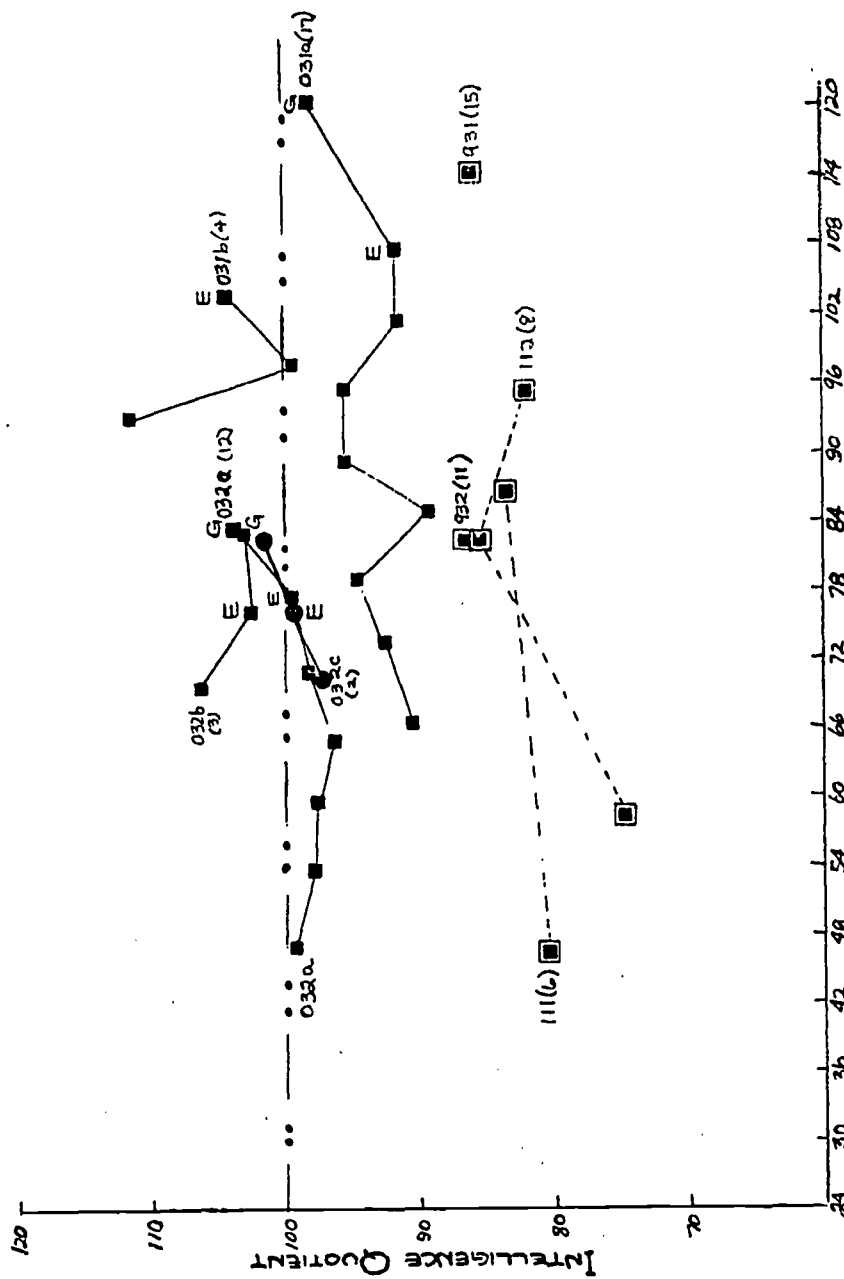 INTELLIGENCE QUOTIENT
120
110
100
90
80
70
24
30
36
42
48
54
60
66
72
78
84
90
96
102
108
114
120
032a
032b
(3)
E
G
032a (12)
G
E
E
032c
(2)
E
031b(4)
E
G
031a(17)
111(6)
932(11)
112(8)
931(15)